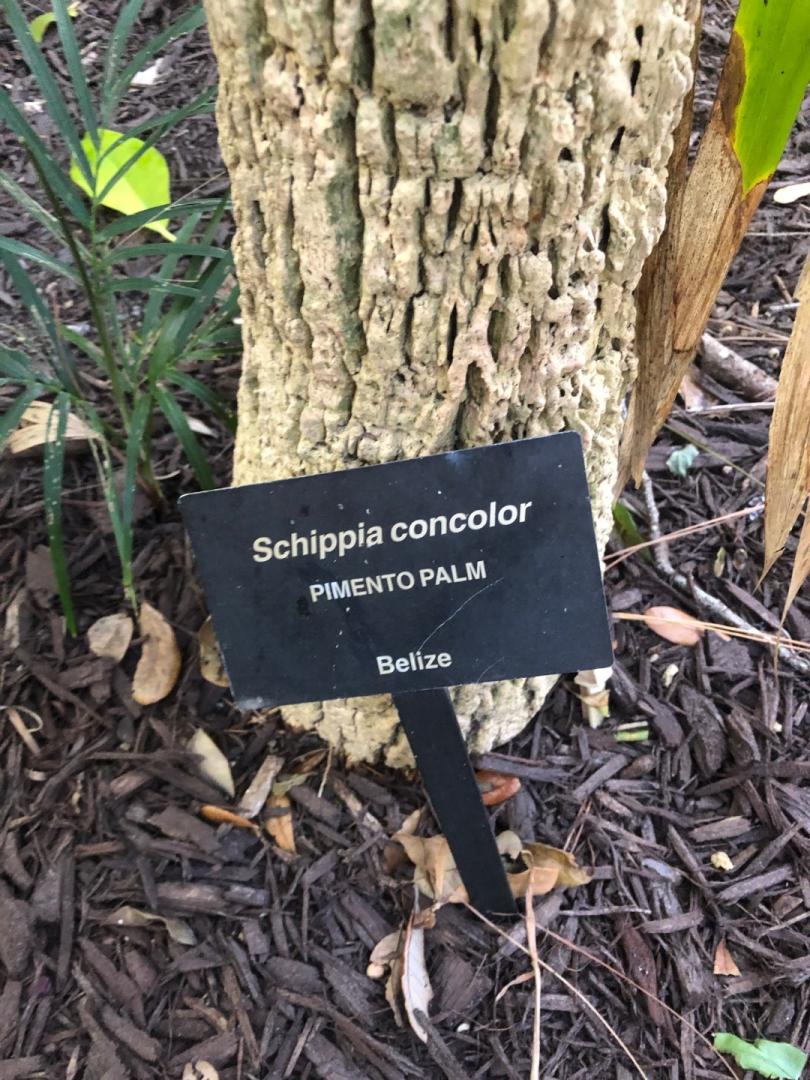 Schippia concolor
PIMENTO PALM
Belize